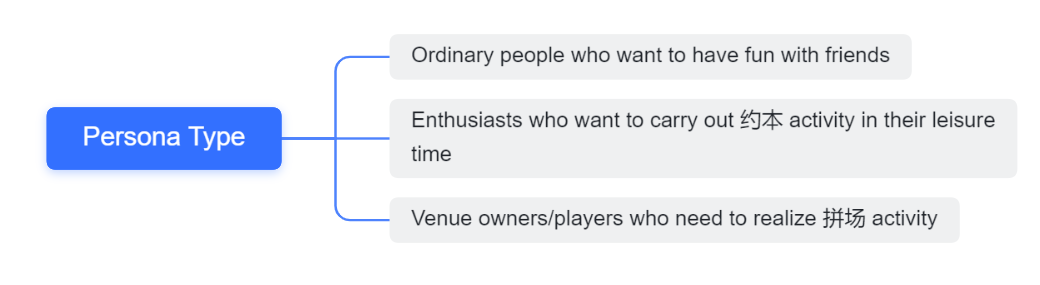 Persona Type
Ordinary people who want to have fun with friends
Enthusiasts who want to carry out 约本 activity in their leisure
time
Venue owners/players who need to realize 拼场 activity